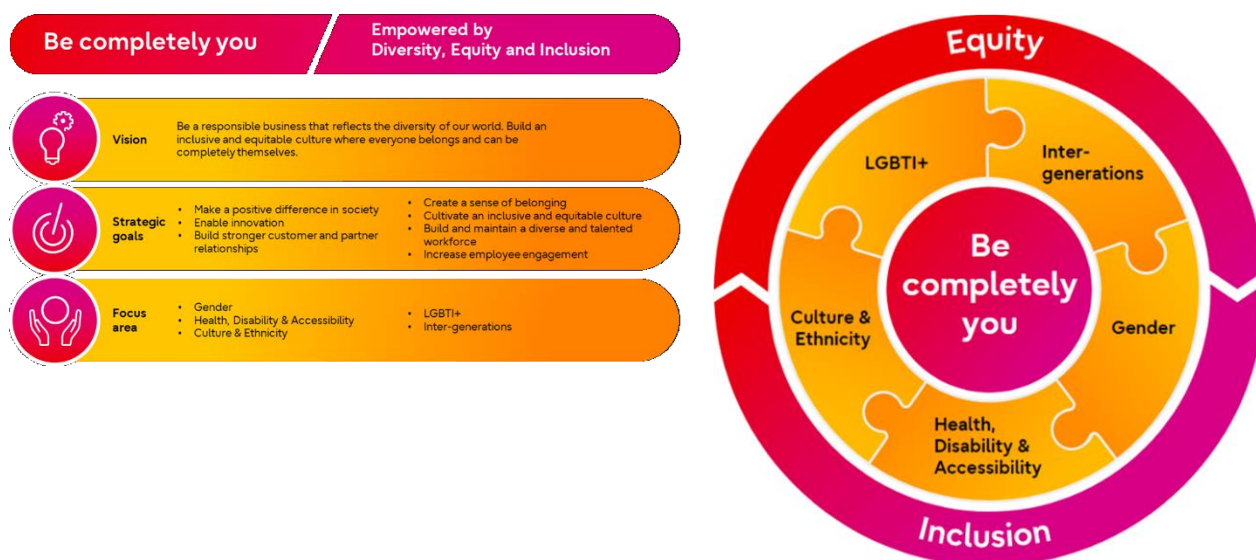 Be completely you
Empowered by
Diversity, Equity and Inclusion
Vision
Be a responsible business that reflects the diversity of our world. Build an
inclusive and equitable culture where everyone belongs and can be
completely themselves.
Strategic
goals
• Make a positive difference in society
• Enable innovation
• Build stronger customer and partner
relationships
• Create a sense of belonging
• Cultivate an inclusive and equitable culture
• Build and maintain a diverse and talented
workforce
• Increase employee engagement
Focus
area
• Gender
• Health, Disability & Accessibility
• Culture & Ethnicity
• LGBTI+
• Inter-generations
Equity
LGBTI+
Inter-
generations
Be
completely
you
Culture &
Ethnicity
Gender
Health,
Disability &
Accessibility
Inclusion